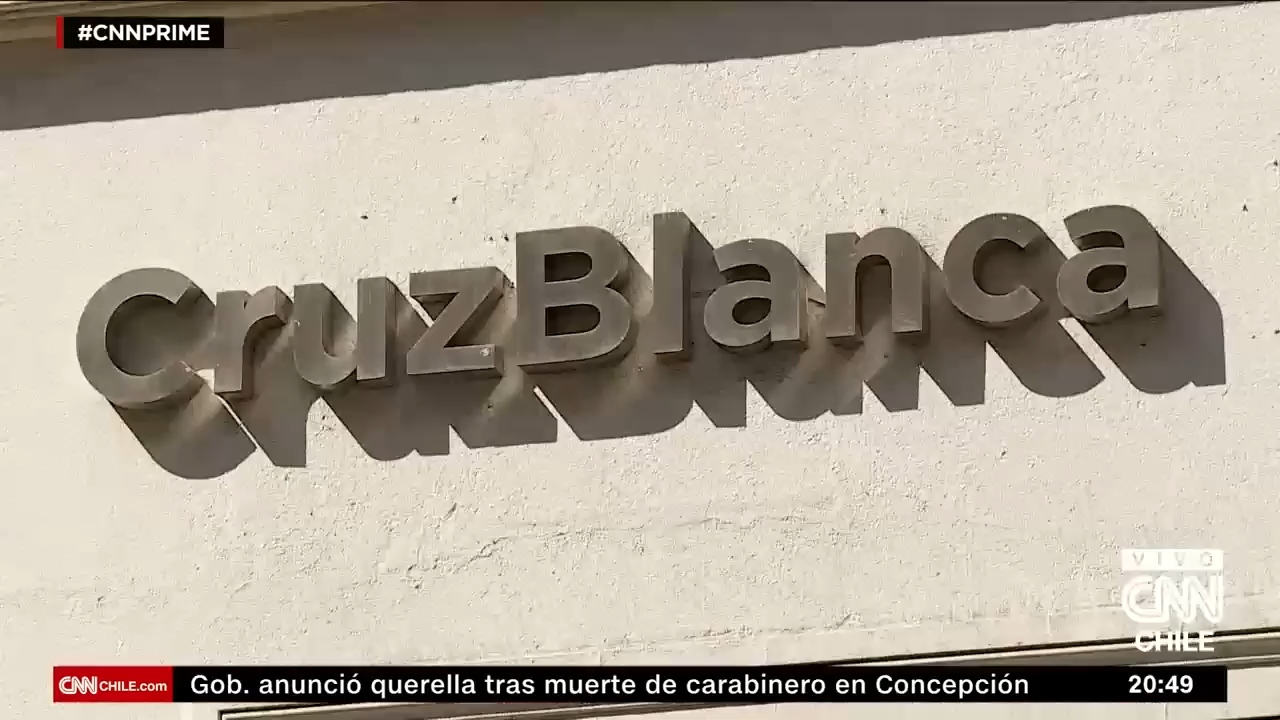 #CNNPRIME
CruzBlanca
VIVO
CNN
CHILE
CNNCHILE.com Gob. anunció querella tras muerte de carabinero en Concepción 20:49